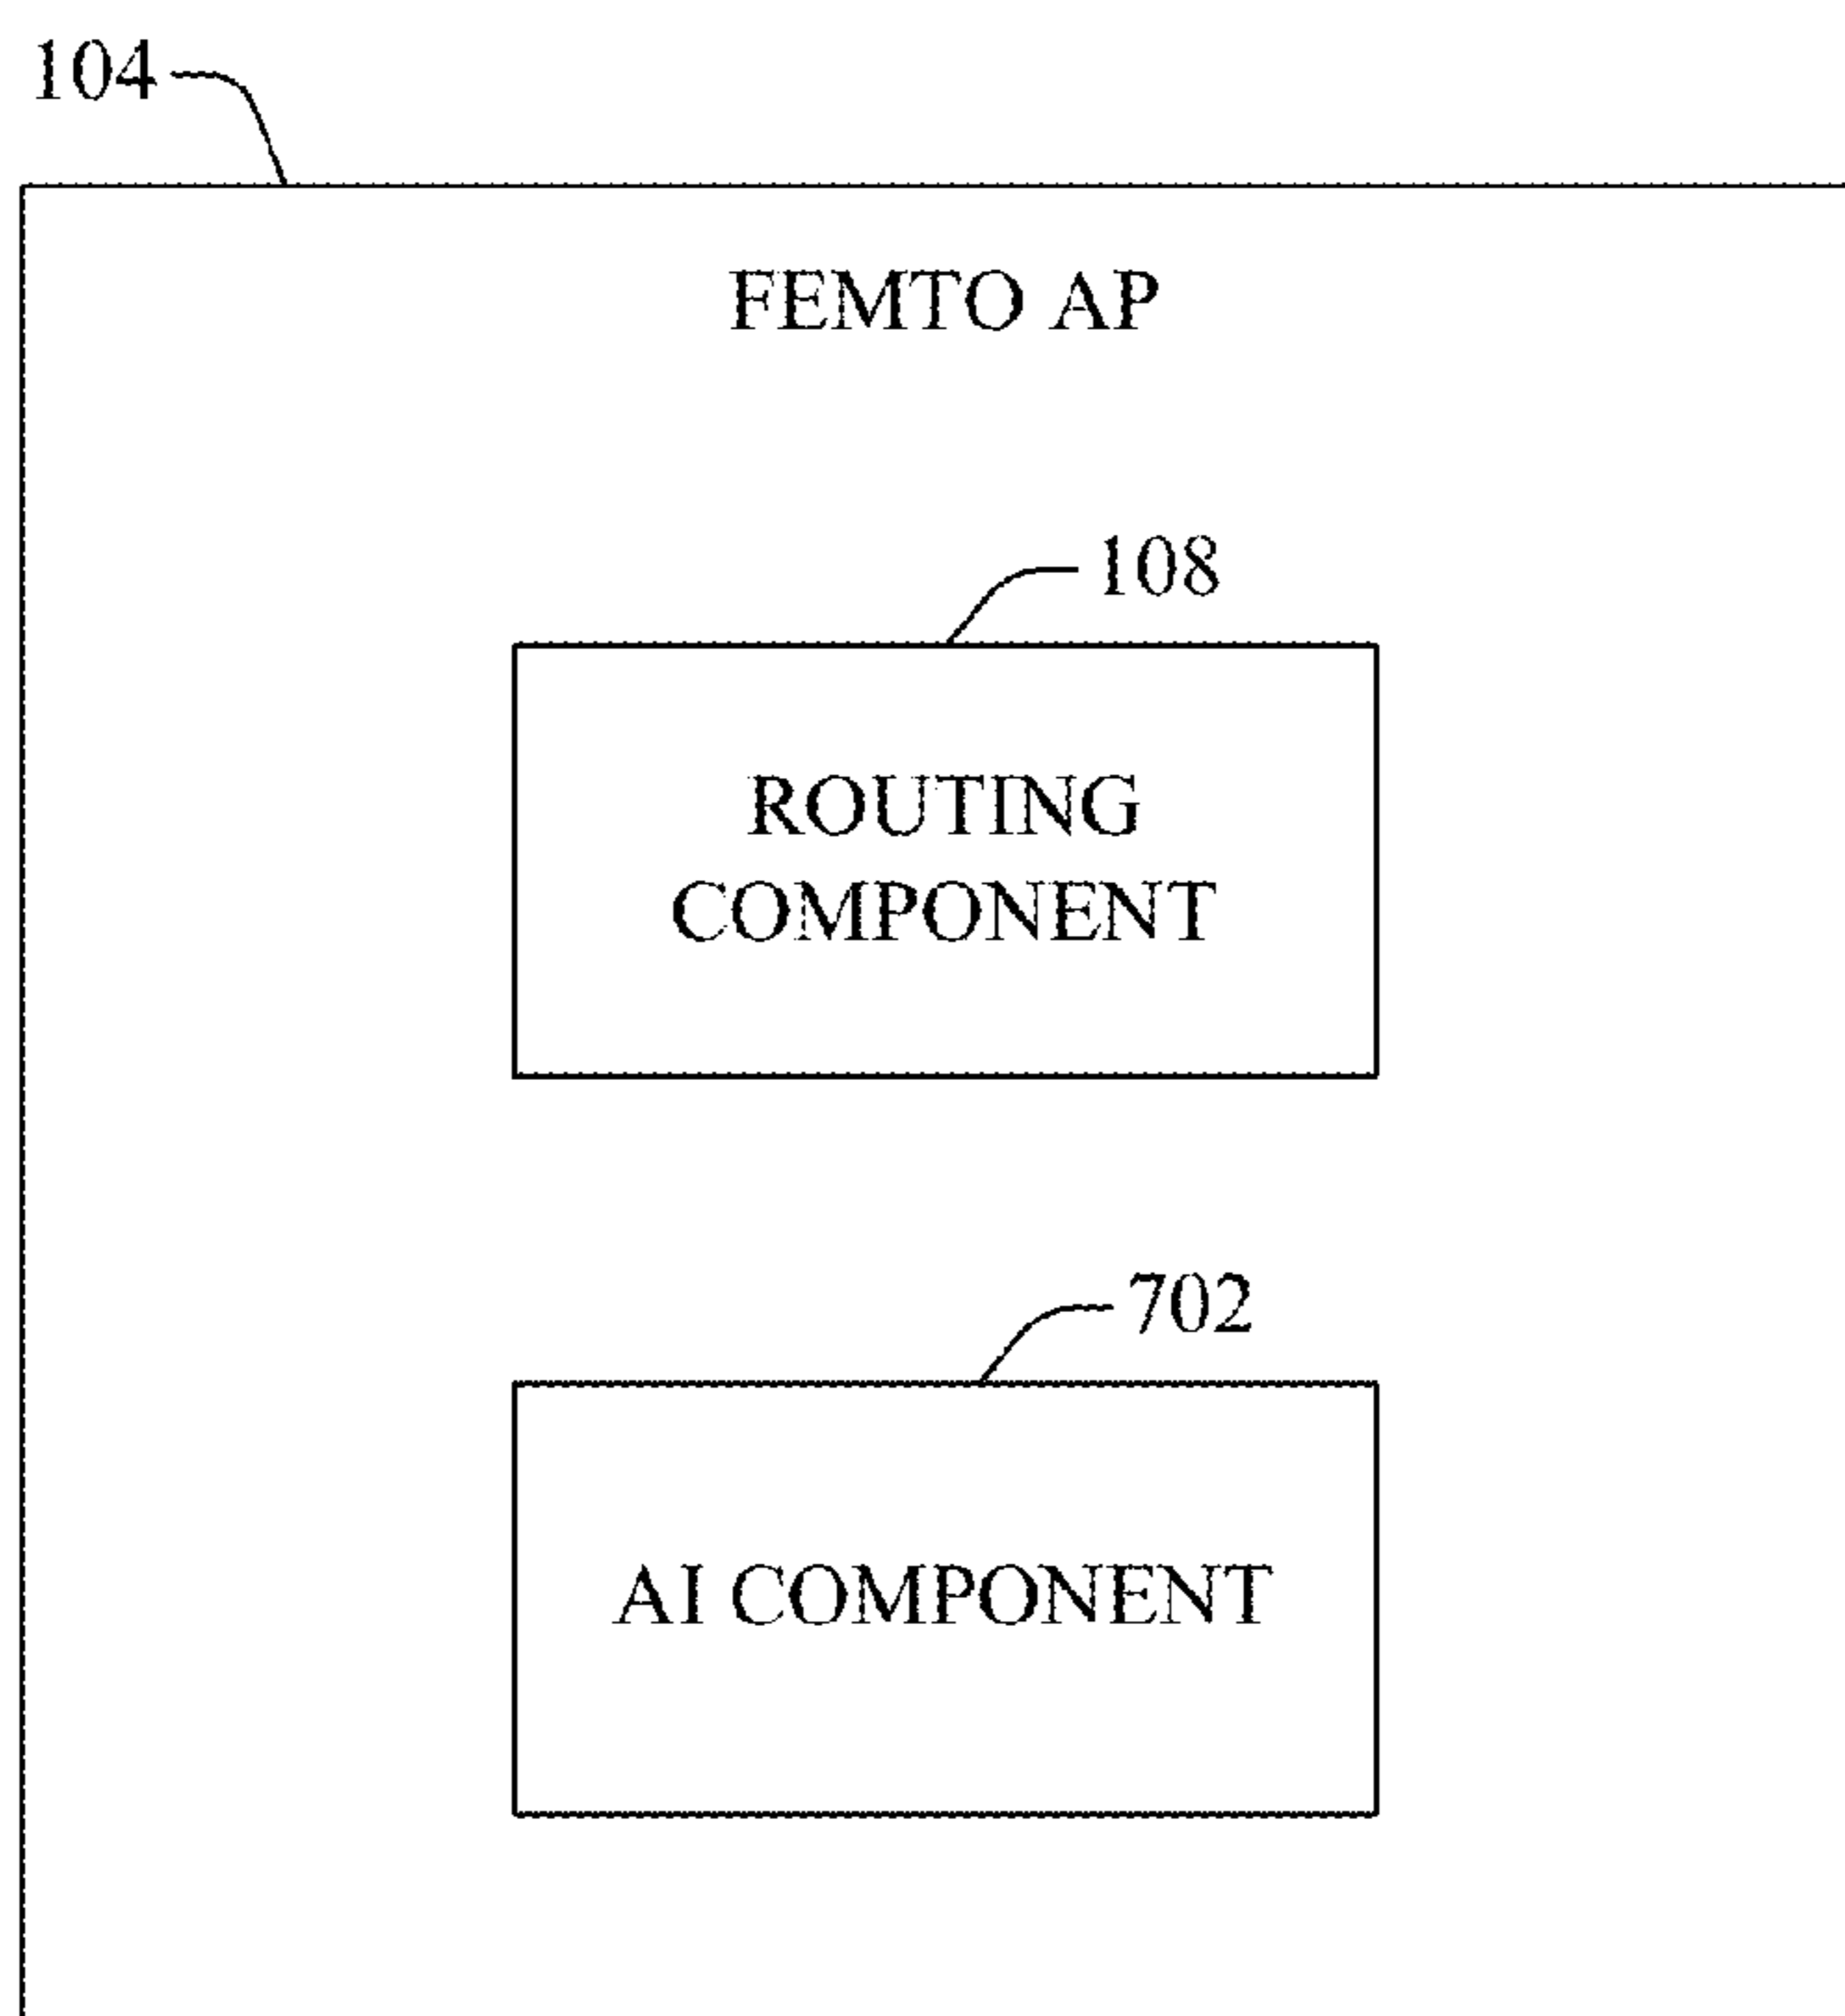 104
FEMTO AP
108
ROUTING
COMPONENT
702
AI COMPONENT